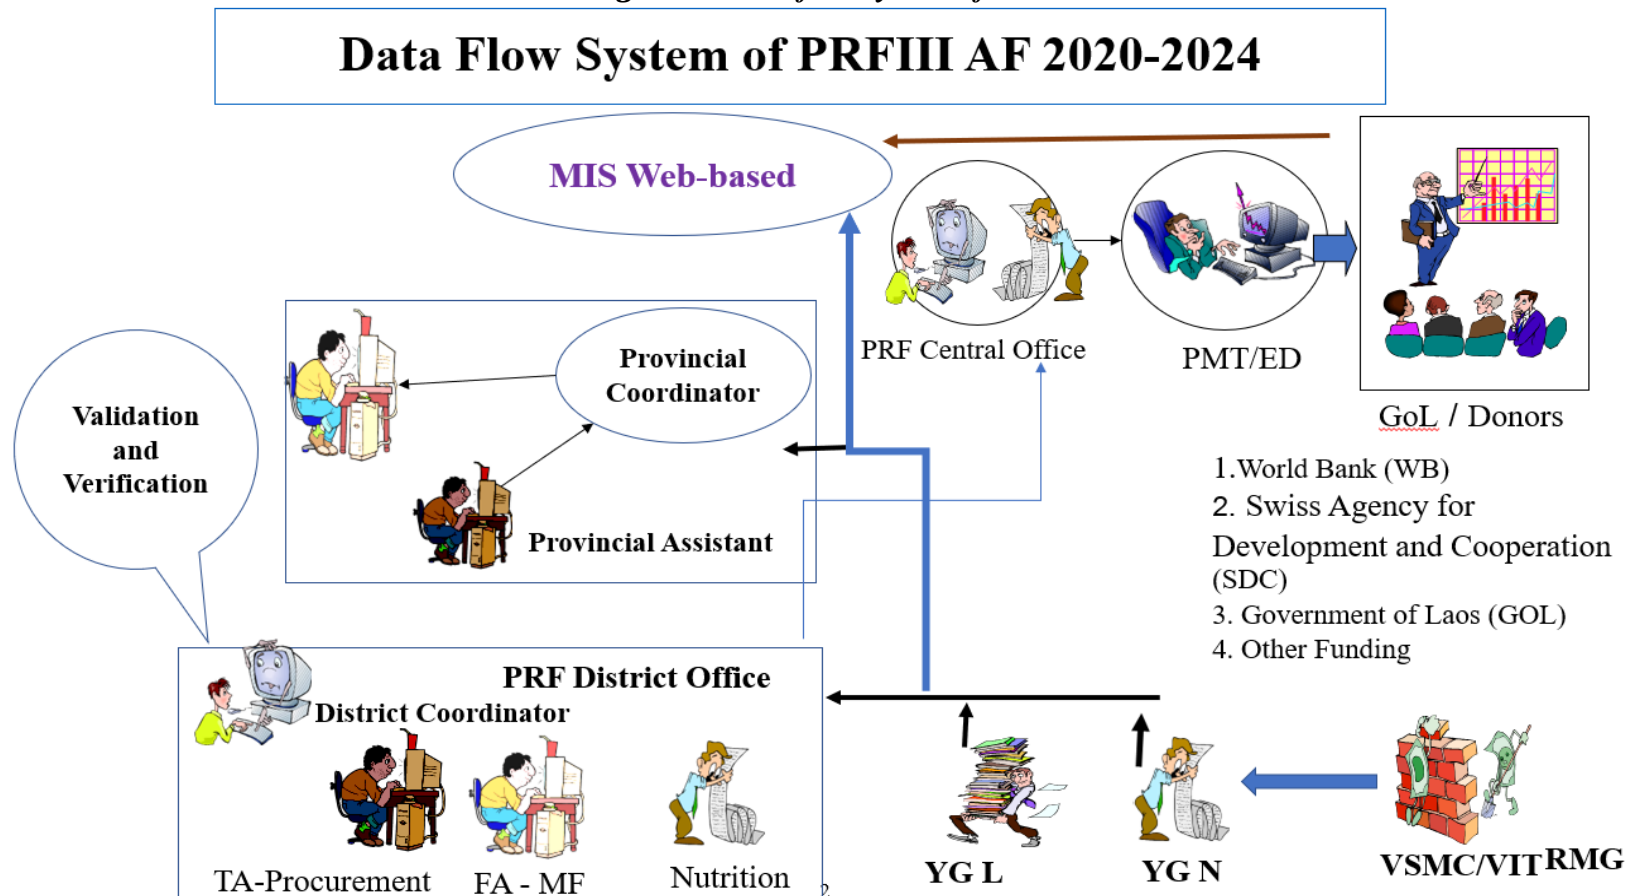 Data Flow System of PRFIII AF 2020-2024
MIS Web-based
PRF Central Office
PMT/ED
GoL / Donors
Provincial
Coordinator
Validation
and
Verification
Provincial Assistant
1.World Bank (WB)
2. Swiss Agency for
Development and Cooperation
(SDC)
3. Government of Laos (GOL)
4. Other Funding
PRF District Office
District Coordinator
TA-Procurement
FA - MF
Nutrition
2
YG L
YG N
VSMC/VIT
RMG